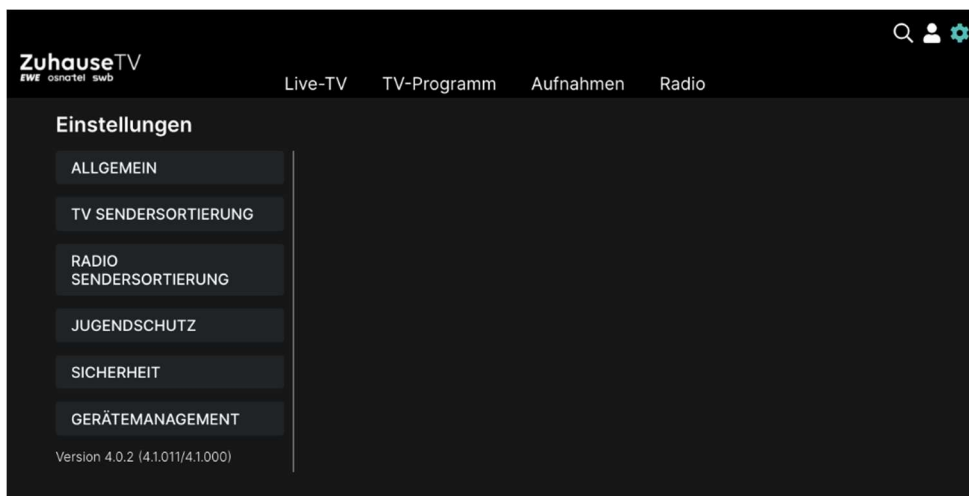 ZuhauseTV
EWE osnatel swb
Live-TV TV-Programm Aufnahmen Radio
Einstellungen
ALLGEMEIN
TV SENDERSORTIERUNG
RADIO
SENDERSORTIERUNG
JUGENDSCHUTZ
SICHERHEIT
GERÄTEMANAGEMENT
Version 4.0.2 (4.1.011/4.1.000)